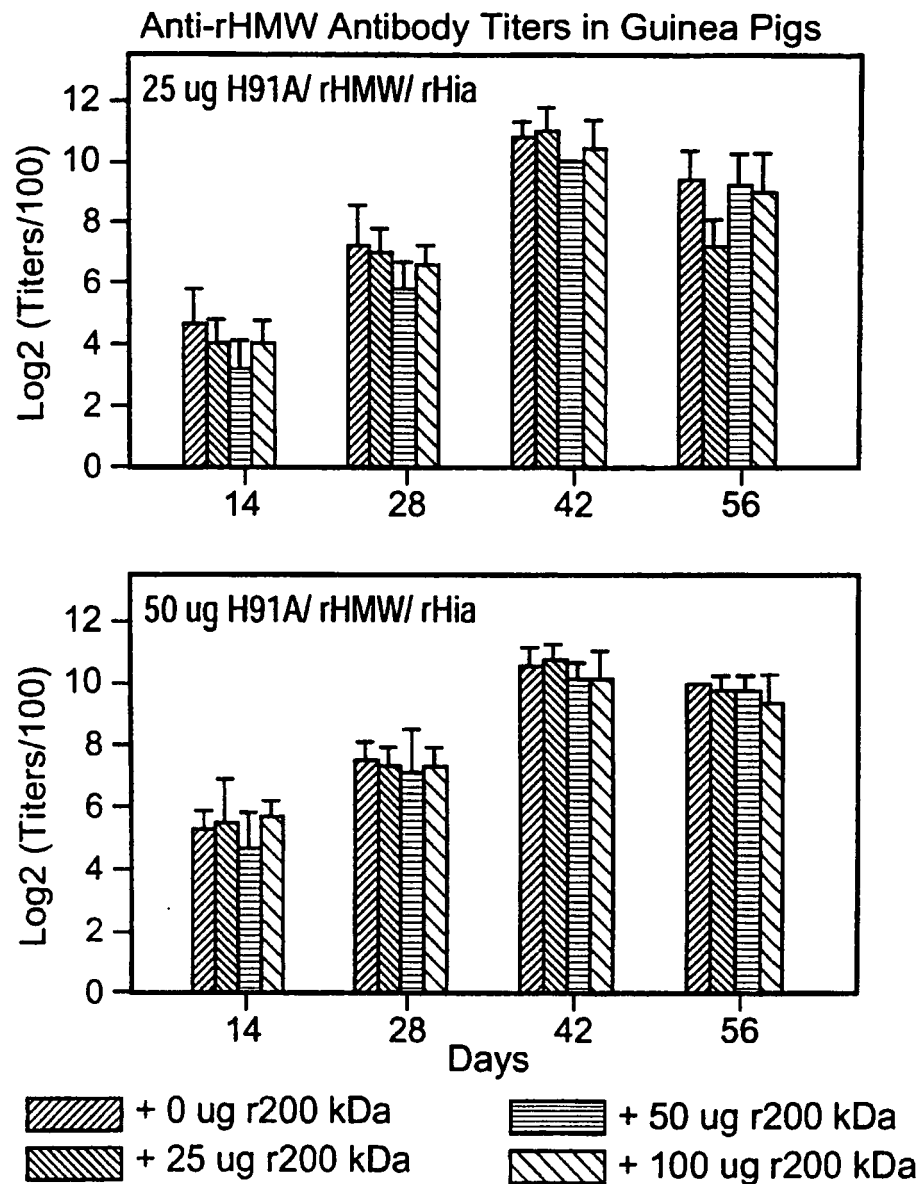 Anti-rHMW Antibody Titers in Guinea Pigs
25 ug H91A/ rHMW/ rHia
Log2 (Titers/100)
12
10
8
6
4
2
0
14 28 42 56
50 ug H91A/ rHMW/ rHia
Log2 (Titers/100)
12
10
8
6
4
2
0
14 28 42 56
Days
+ 0 ug r200 kDa
+ 25 ug r200 kDa
+ 50 ug r200 kDa
+ 100 ug r200 kDa